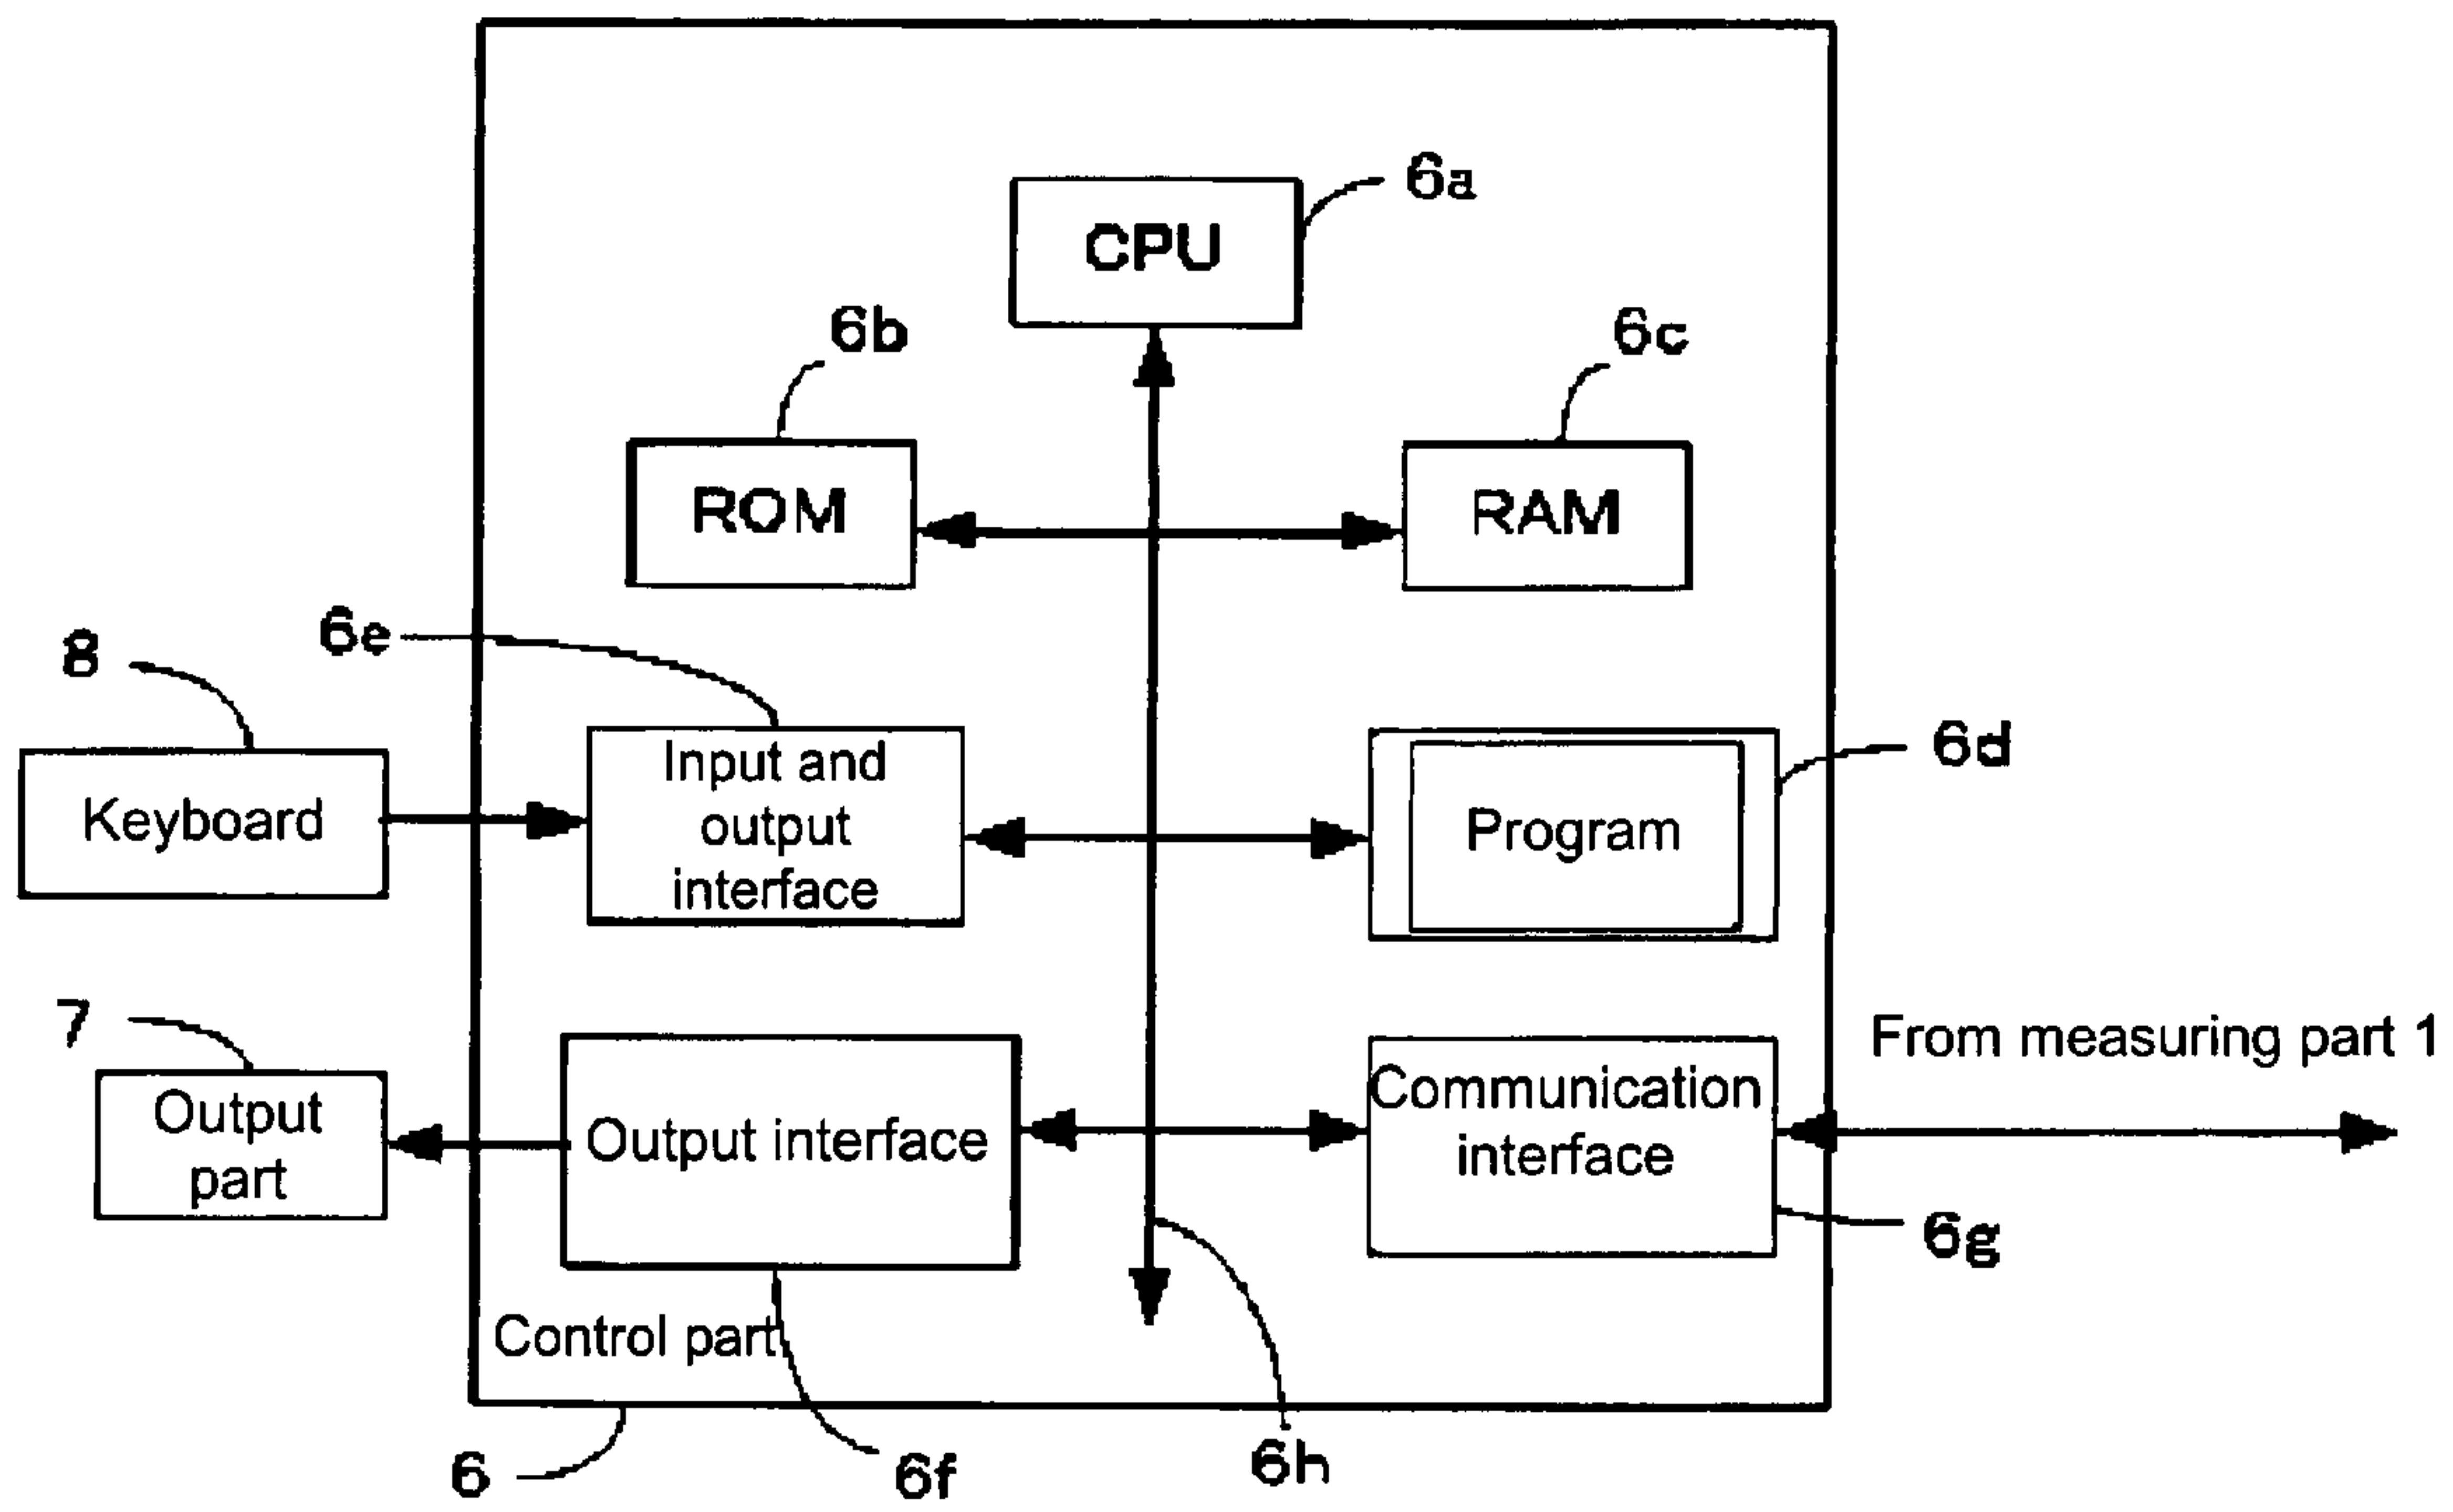 6a
CPU
6b
6c
ROM
RAM
6e
8
6d
Input and
output
interface
Keyboard
Program
7
From measuring part 1
Output
part
Output interface
Communication
interface
6g
Control part
6
6f
6h